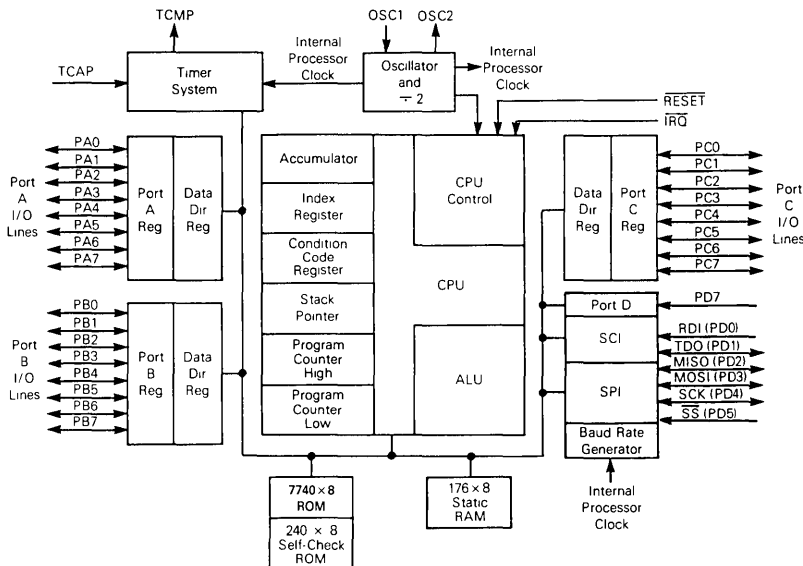 TCMP
OSC1 OSC2
TCAP
Timer
System
Internal
Processor
Clock
Oscillator
and
÷ 2
Internal
Processor
Clock
RESET
IRQ
Port
A
I/O
Lines
PA0
PA1
PA2
PA3
PA4
PA5
PA6
PA7
Port
A
Reg
Data
Dir
Reg
Port
B
I/O
Lines
PB0
PB1
PB2
PB3
PB4
PB5
PB6
PB7
Port
B
Reg
Data
Dir
Reg
Accumulator
Index
Register
Condition
Code
Register
Stack
Pointer
Program
Counter
High
Program
Counter
Low
CPU
Control
CPU
ALU
Data
Dir
Reg
Port
C
Reg
PC0
PC1
PC2
PC3
PC4
PC5
PC6
PC7
Port
C
I/O
Lines
Port D
SCI
SPI
Baud Rate
Generator
PD7
RDI (PD0)
TDO (PD1)
MISO (PD2)
MOSI (PD3)
SCK (PD4)
SS (PD5)
Internal
Processor
Clock
7740 × 8
ROM
240 × 8
Self-Check
ROM
176 × 8
Static
RAM